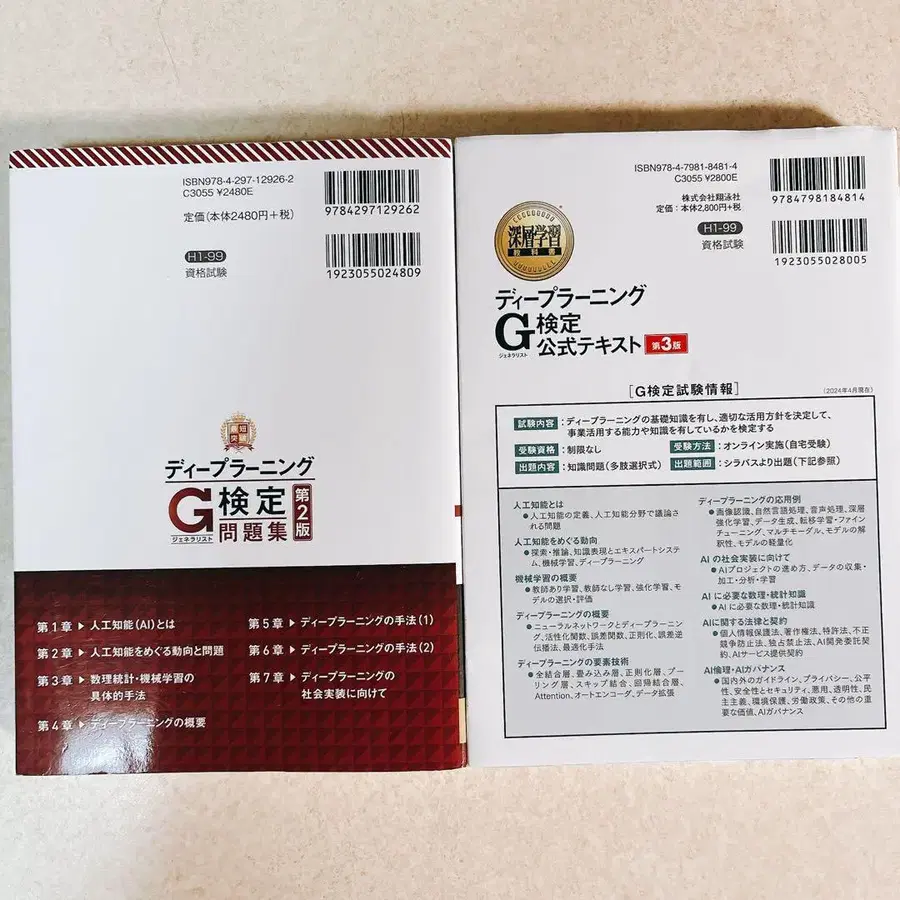 ISBN978-4-297-12926-2
C3055 ¥2480E
定価(本体2480円+税)
9784297129262
H1-99
資格試験
1923055024809
最短
突破
ディープラーニング
G検定
ジェネラリスト
問題集
第2版
第1章 ▶ 人工知能(AI)とは
第2章 ▶ 人工知能をめぐる動向と問題
第3章 ▶ 数理統計・機械学習の
具体的手法
第4章 ▶ ディープラーニングの概要
第5章 ▶ ディープラーニングの手法(1)
第6章 ▶ ディープラーニングの手法(2)
第7章 ▶ ディープラーニングの
社会実装に向けて
ISBN978-4-7981-8481-4
C3055 ¥2800E
株式会社翔泳社
定価:本体2,800円+税
9784798184814
H1-99
資格試験
1923055028005
深層学習
教科書
ディープラーニング
G検定
ジェネラリスト
公式テキスト 第3版
[G検定試験情報]
(2024年4月現在)
試験内容:ディープラーニングの基礎知識を有し、適切な活用方針を決定して、
事業活用する能力や知識を有しているかを検定する
受験資格:制限なし
受験方法:オンライン実施(自宅受験)
出題内容:知識問題(多肢選択式)
出題範囲:シラバスより出題(下記参照)
人工知能とは
●人工知能の定義、人工知能分野で議論さ
れる問題
人工知能をめぐる動向
●探索・推論、知識表現とエキスパートシステ
ム、機械学習、ディープラーニング
機械学習の概要
●教師あり学習、教師なし学習、強化学習、モ
デルの選択・評価
ディープラーニングの概要
●ニューラルネットワークとディープラーニン
グ、活性化関数、誤差関数、正則化、誤差逆
伝播法、最適化手法
ディープラーニングの要素技術
●全結合層、畳み込み層、正則化層、プー
リング層、スキップ結合、回帰結合層、
Attention、オートエンコーダ、データ拡張
ディープラーニングの応用例
●画像認識、自然言語処理、音声処理、深層
強化学習、データ生成、転移学習・ファイン
チューニング、マルチモーダル、モデルの解
釈性、モデルの軽量化
AIの社会実装に向けて
●AIプロジェクトの進め方、データの収集・
加工・分析・学習
AIに必要な数理・統計知識
●AIに必要な数理・統計知識
AIに関する法律と契約
●個人情報保護法、著作権法、特許法、不正
競争防止法、独占禁止法、AI開発委託契
約、AIサービス提供契約
AI倫理・AIガバナンス
●国内外のガイドライン、プライバシー、公平
性、安全性とセキュリティ、悪用、透明性、民
主主義、環境保護、労働政策、その他の重
要な価値、AIガバナンス